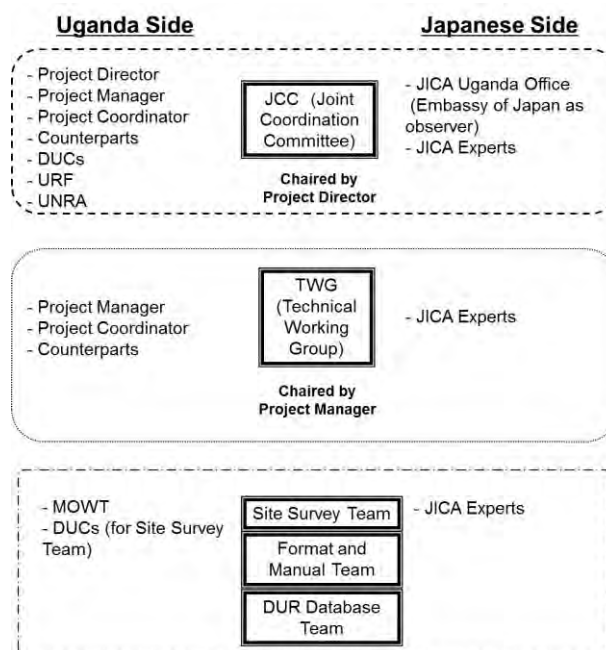 Uganda Side
Japanese Side
- Project Director
- Project Manager
- Project Coordinator
- Counterparts
- DUCs
- URF
- UNRA
JCC (Joint
Coordination
Committee)
Chaired by
Project Director
- JICA Uganda Office
(Embassy of Japan as
observer)
- JICA Experts
- Project Manager
- Project Coordinator
- Counterparts
TWG
(Technical
Working
Group)
Chaired by
Project Manager
- JICA Experts
- MOWT
- DUCs (for Site Survey
Team)
Site Survey Team
Format and
Manual Team
DUR Database
Team
- JICA Experts